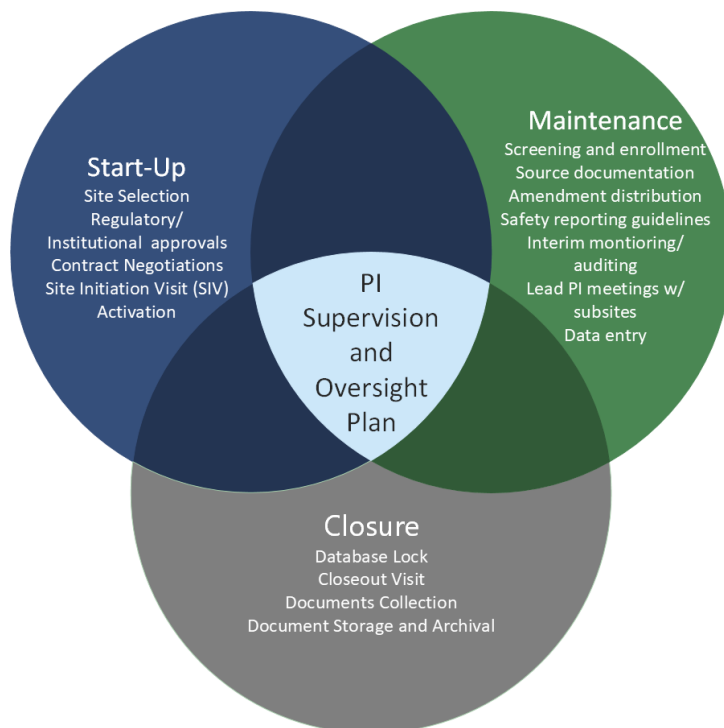 Start-Up
Site Selection
Regulatory/
Institutional approvals
Contract Negotiations
Site Initiation Visit (SIV)
Activation
Maintenance
Screening and enrollment
Source documentation
Amendment distribution
Safety reporting guidelines
Interim montioring/
auditing
Lead PI meetings w/
subsites
Data entry
PI
Supervision
and
Oversight
Plan
Closure
Database Lock
Closeout Visit
Documents Collection
Document Storage and Archival